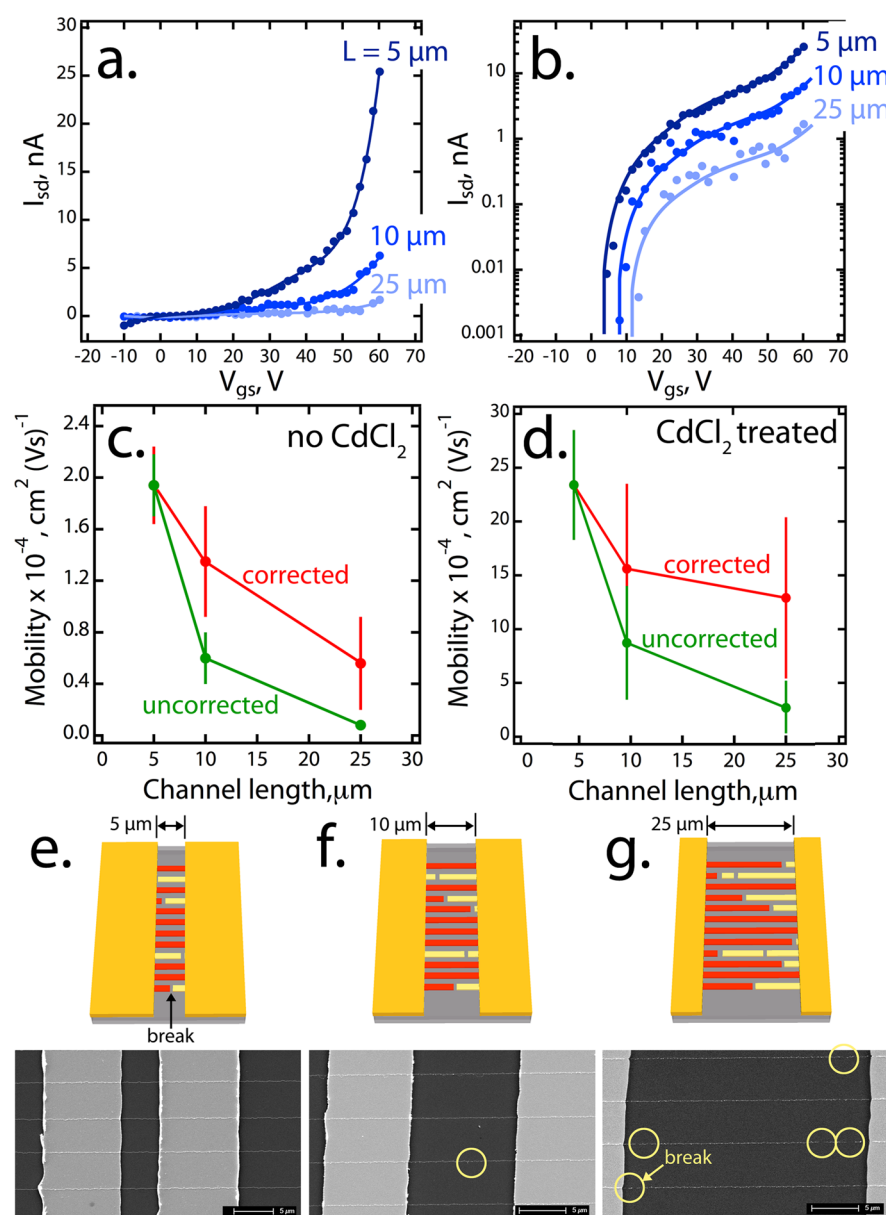 a.
L = 5 μm
10 μm
25 μm
30
25
20
15
10
5
0
I_sd, nA
-20 -10 0 10 20 30 40 50 60 70
V_gs, V
b.
5 μm
10 μm
25 μm
10
1
0.1
0.01
0.001
I_sd, nA
-20 -10 0 10 20 30 40 50 60 70
V_gs, V
c.
no CdCl₂
corrected
uncorrected
2.4
2.0
1.6
1.2
0.8
0.4
0.0
Mobility x 10⁻⁴, cm² (Vs)⁻¹
0 5 10 15 20 25 30
Channel length,μm
d.
CdCl₂ treated
corrected
uncorrected
30
25
20
15
10
5
0
Mobility x 10⁻⁴, cm² (Vs)⁻¹
0 5 10 15 20 25 30
Channel length,μm
e.
5 μm
break
f.
10 μm
g.
25 μm
5 μm
5 μm
break
5 μm